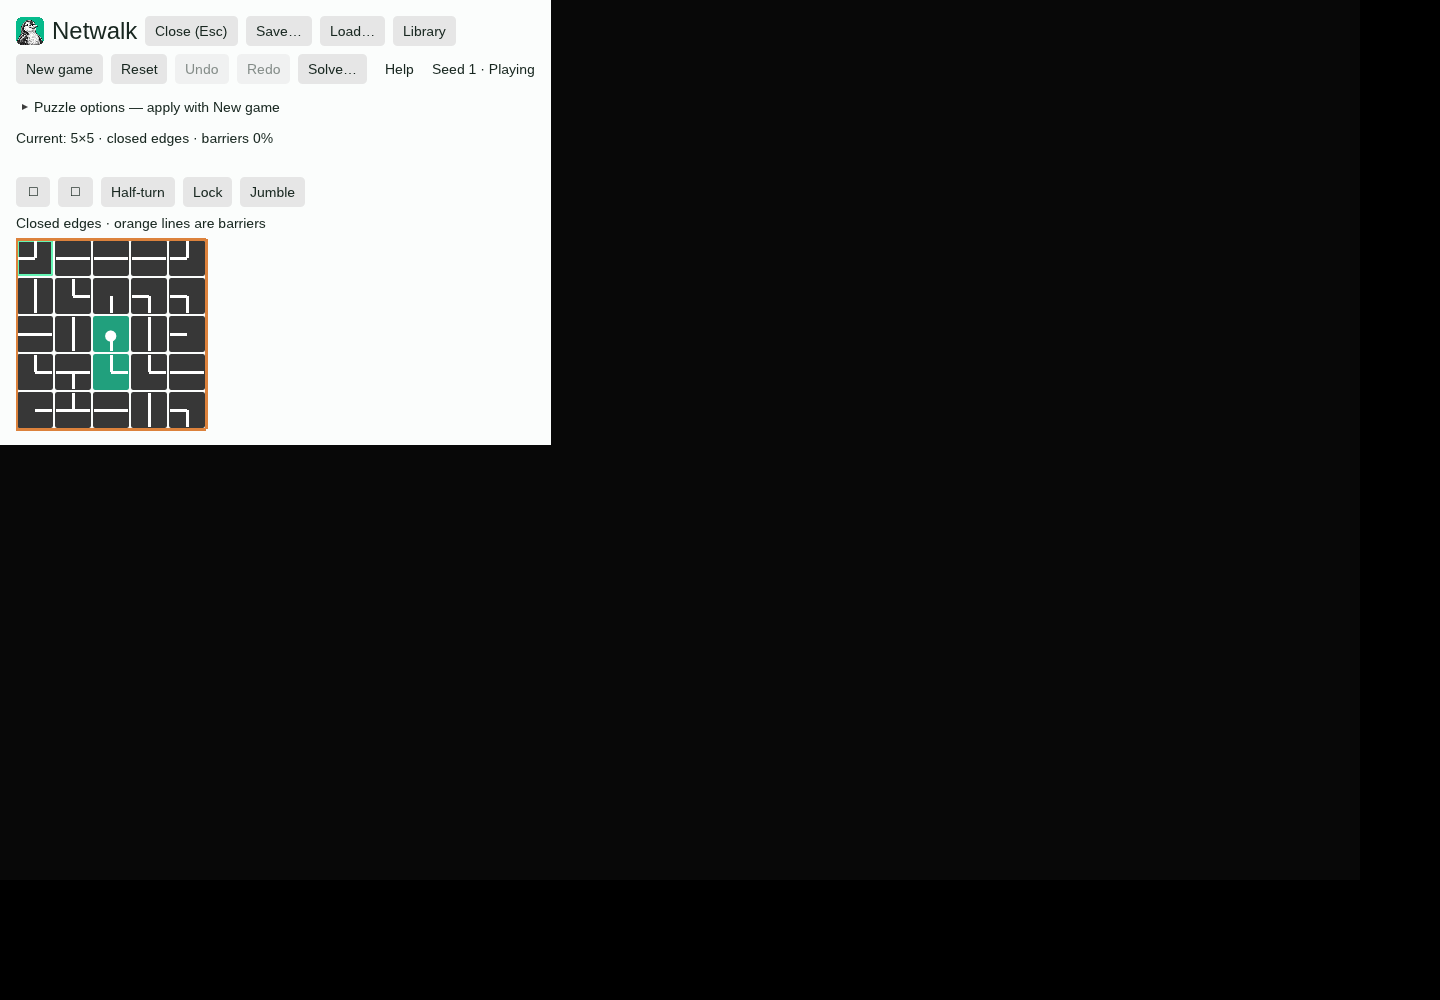 Netwalk Close (Esc) Save… Load… Library
New game Reset Undo Redo Solve… Help Seed 1 · Playing
Puzzle options — apply with New game
Current: 5×5 · closed edges · barriers 0%
Half-turn Lock Jumble
Closed edges · orange lines are barriers